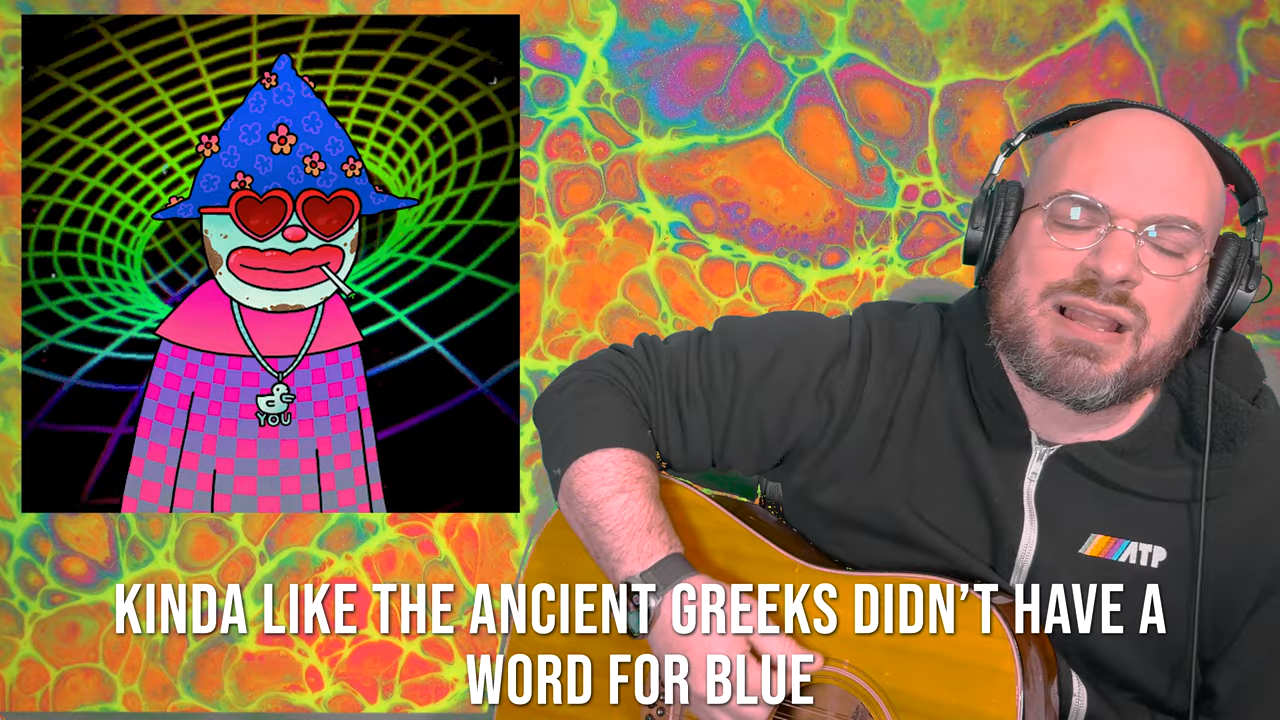 YOU
ATP
KINDA LIKE THE ANCIENT GREEKS DIDN'T HAVE A
WORD FOR BLUE